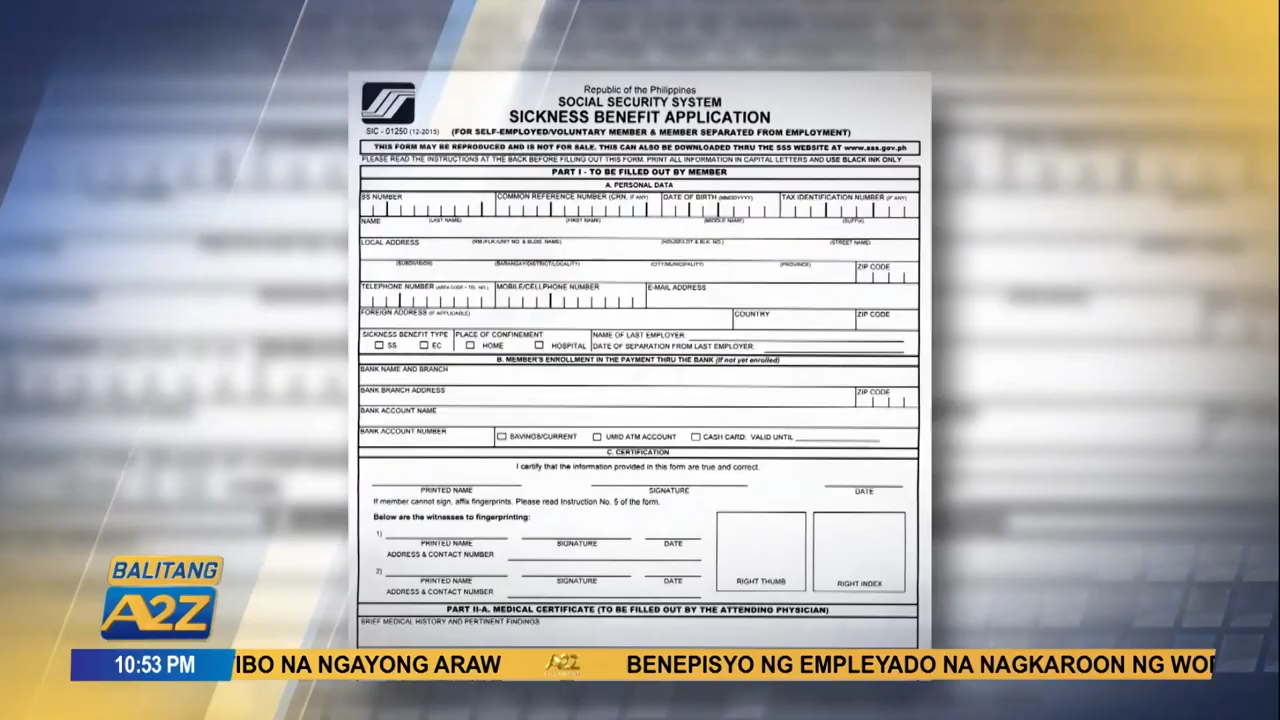 Republic of the Philippines
SOCIAL SECURITY SYSTEM
SICKNESS BENEFIT APPLICATION
SIC - 01250 (12-2015) (FOR SELF-EMPLOYED/VOLUNTARY MEMBER & MEMBER SEPARATED FROM EMPLOYMENT)
THIS FORM MAY BE REPRODUCED AND IS NOT FOR SALE. THIS CAN ALSO BE DOWNLOADED THRU THE SSS WEBSITE AT www.sss.gov.ph
PLEASE READ THE INSTRUCTIONS AT THE BACK BEFORE FILLING OUT THIS FORM. PRINT ALL INFORMATION IN CAPITAL LETTERS AND USE BLACK INK ONLY
PART I - TO BE FILLED OUT BY MEMBER
A. PERSONAL DATA
SS NUMBER COMMON REFERENCE NUMBER (CRN, IF ANY) DATE OF BIRTH (MMDDYYYY) TAX IDENTIFICATION NUMBER (IF ANY)
NAME (LAST NAME) (FIRST NAME) (MIDDLE NAME) (SUFFIX)
LOCAL ADDRESS (RM./FLR./UNIT NO. & BLDG. NAME) (HOUSE/LOT & BLK. NO.) (STREET NAME)
(SUBDIVISION) (BARANGAY/DISTRICT/LOCALITY) (CITY/MUNICIPALITY) (PROVINCE) ZIP CODE
TELEPHONE NUMBER (AREA CODE + TEL. NO.) MOBILE/CELLPHONE NUMBER E-MAIL ADDRESS
FOREIGN ADDRESS (IF APPLICABLE) COUNTRY ZIP CODE
SICKNESS BENEFIT TYPE PLACE OF CONFINEMENT NAME OF LAST EMPLOYER:
SS EC HOME HOSPITAL DATE OF SEPARATION FROM LAST EMPLOYER:
B. MEMBER'S ENROLLMENT IN THE PAYMENT THRU THE BANK (If not yet enrolled)
BANK NAME AND BRANCH
BANK BRANCH ADDRESS ZIP CODE
BANK ACCOUNT NAME
BANK ACCOUNT NUMBER SAVINGS/CURRENT UMID ATM ACCOUNT CASH CARD: VALID UNTIL
C. CERTIFICATION
I certify that the information provided in this form are true and correct.
PRINTED NAME SIGNATURE DATE
If member cannot sign, affix fingerprints. Please read Instruction No. 5 of the form.
Below are the witnesses to fingerprinting:
1)
PRINTED NAME SIGNATURE DATE
ADDRESS & CONTACT NUMBER
2)
PRINTED NAME SIGNATURE DATE
ADDRESS & CONTACT NUMBER
RIGHT THUMB RIGHT INDEX
PART II-A. MEDICAL CERTIFICATE (TO BE FILLED OUT BY THE ATTENDING PHYSICIAN)
BRIEF MEDICAL HISTORY AND PERTINENT FINDINGS
BALITANG
A2Z
10:53 PM IBO NA NGAYONG ARAW A2Z BENEPISYO NG EMPLEYADO NA NAGKAROON NG WO